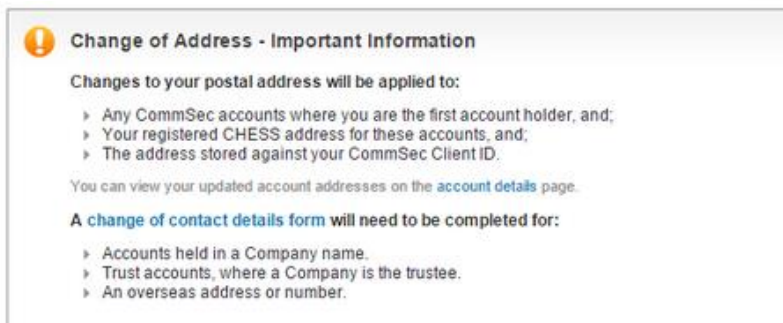 Change of Address - Important Information
Changes to your postal address will be applied to:
Any CommSec accounts where you are the first account holder, and;
Your registered CHESS address for these accounts, and;
The address stored against your CommSec Client ID.
You can view your updated account addresses on the account details page.
A change of contact details form will need to be completed for:
Accounts held in a Company name.
Trust accounts, where a Company is the trustee.
An overseas address or number.